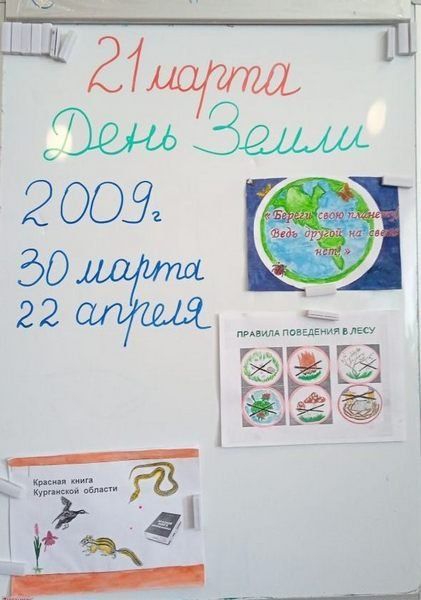 21 марта
День Земли
2009г
30 марта
22 апреля
« Береги свою планету!
Ведь другой на свете
нет! »
ПРАВИЛА ПОВЕДЕНИЯ В ЛЕСУ
Красная книга
Курганской области